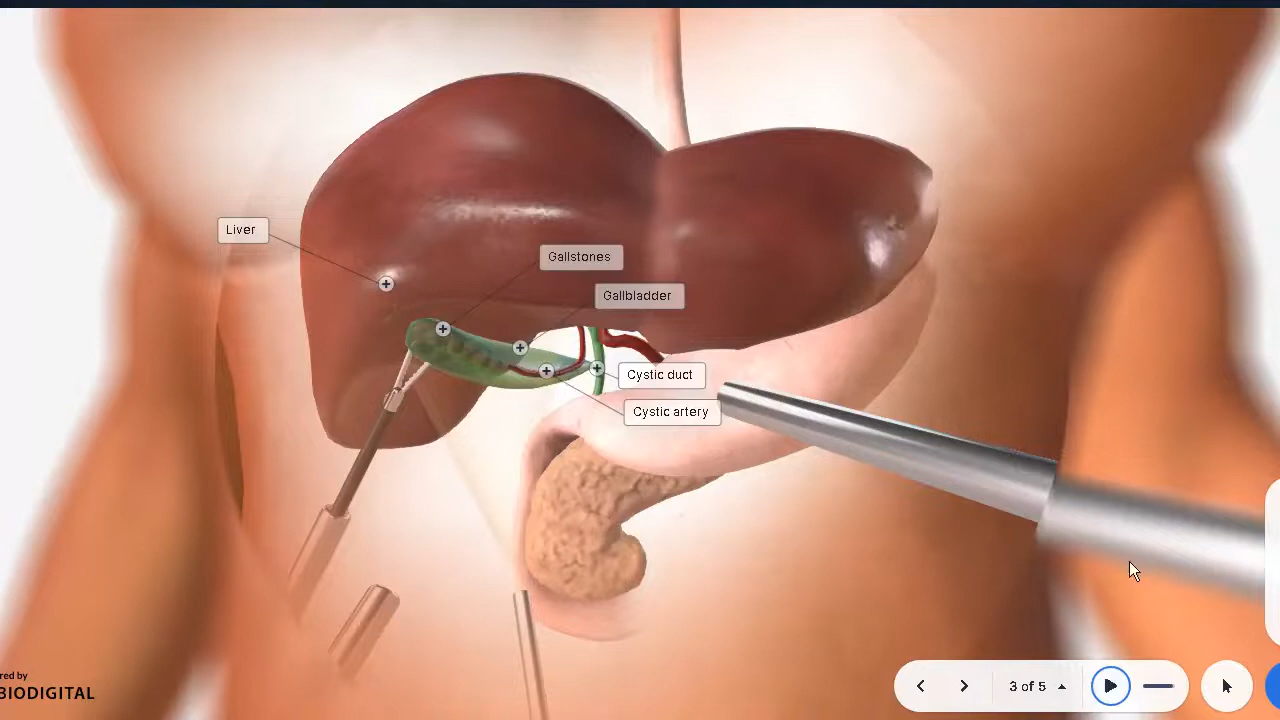 Liver
Gallstones
Gallbladder
Cystic duct
Cystic artery
red by
BIODIGITAL
3 of 5